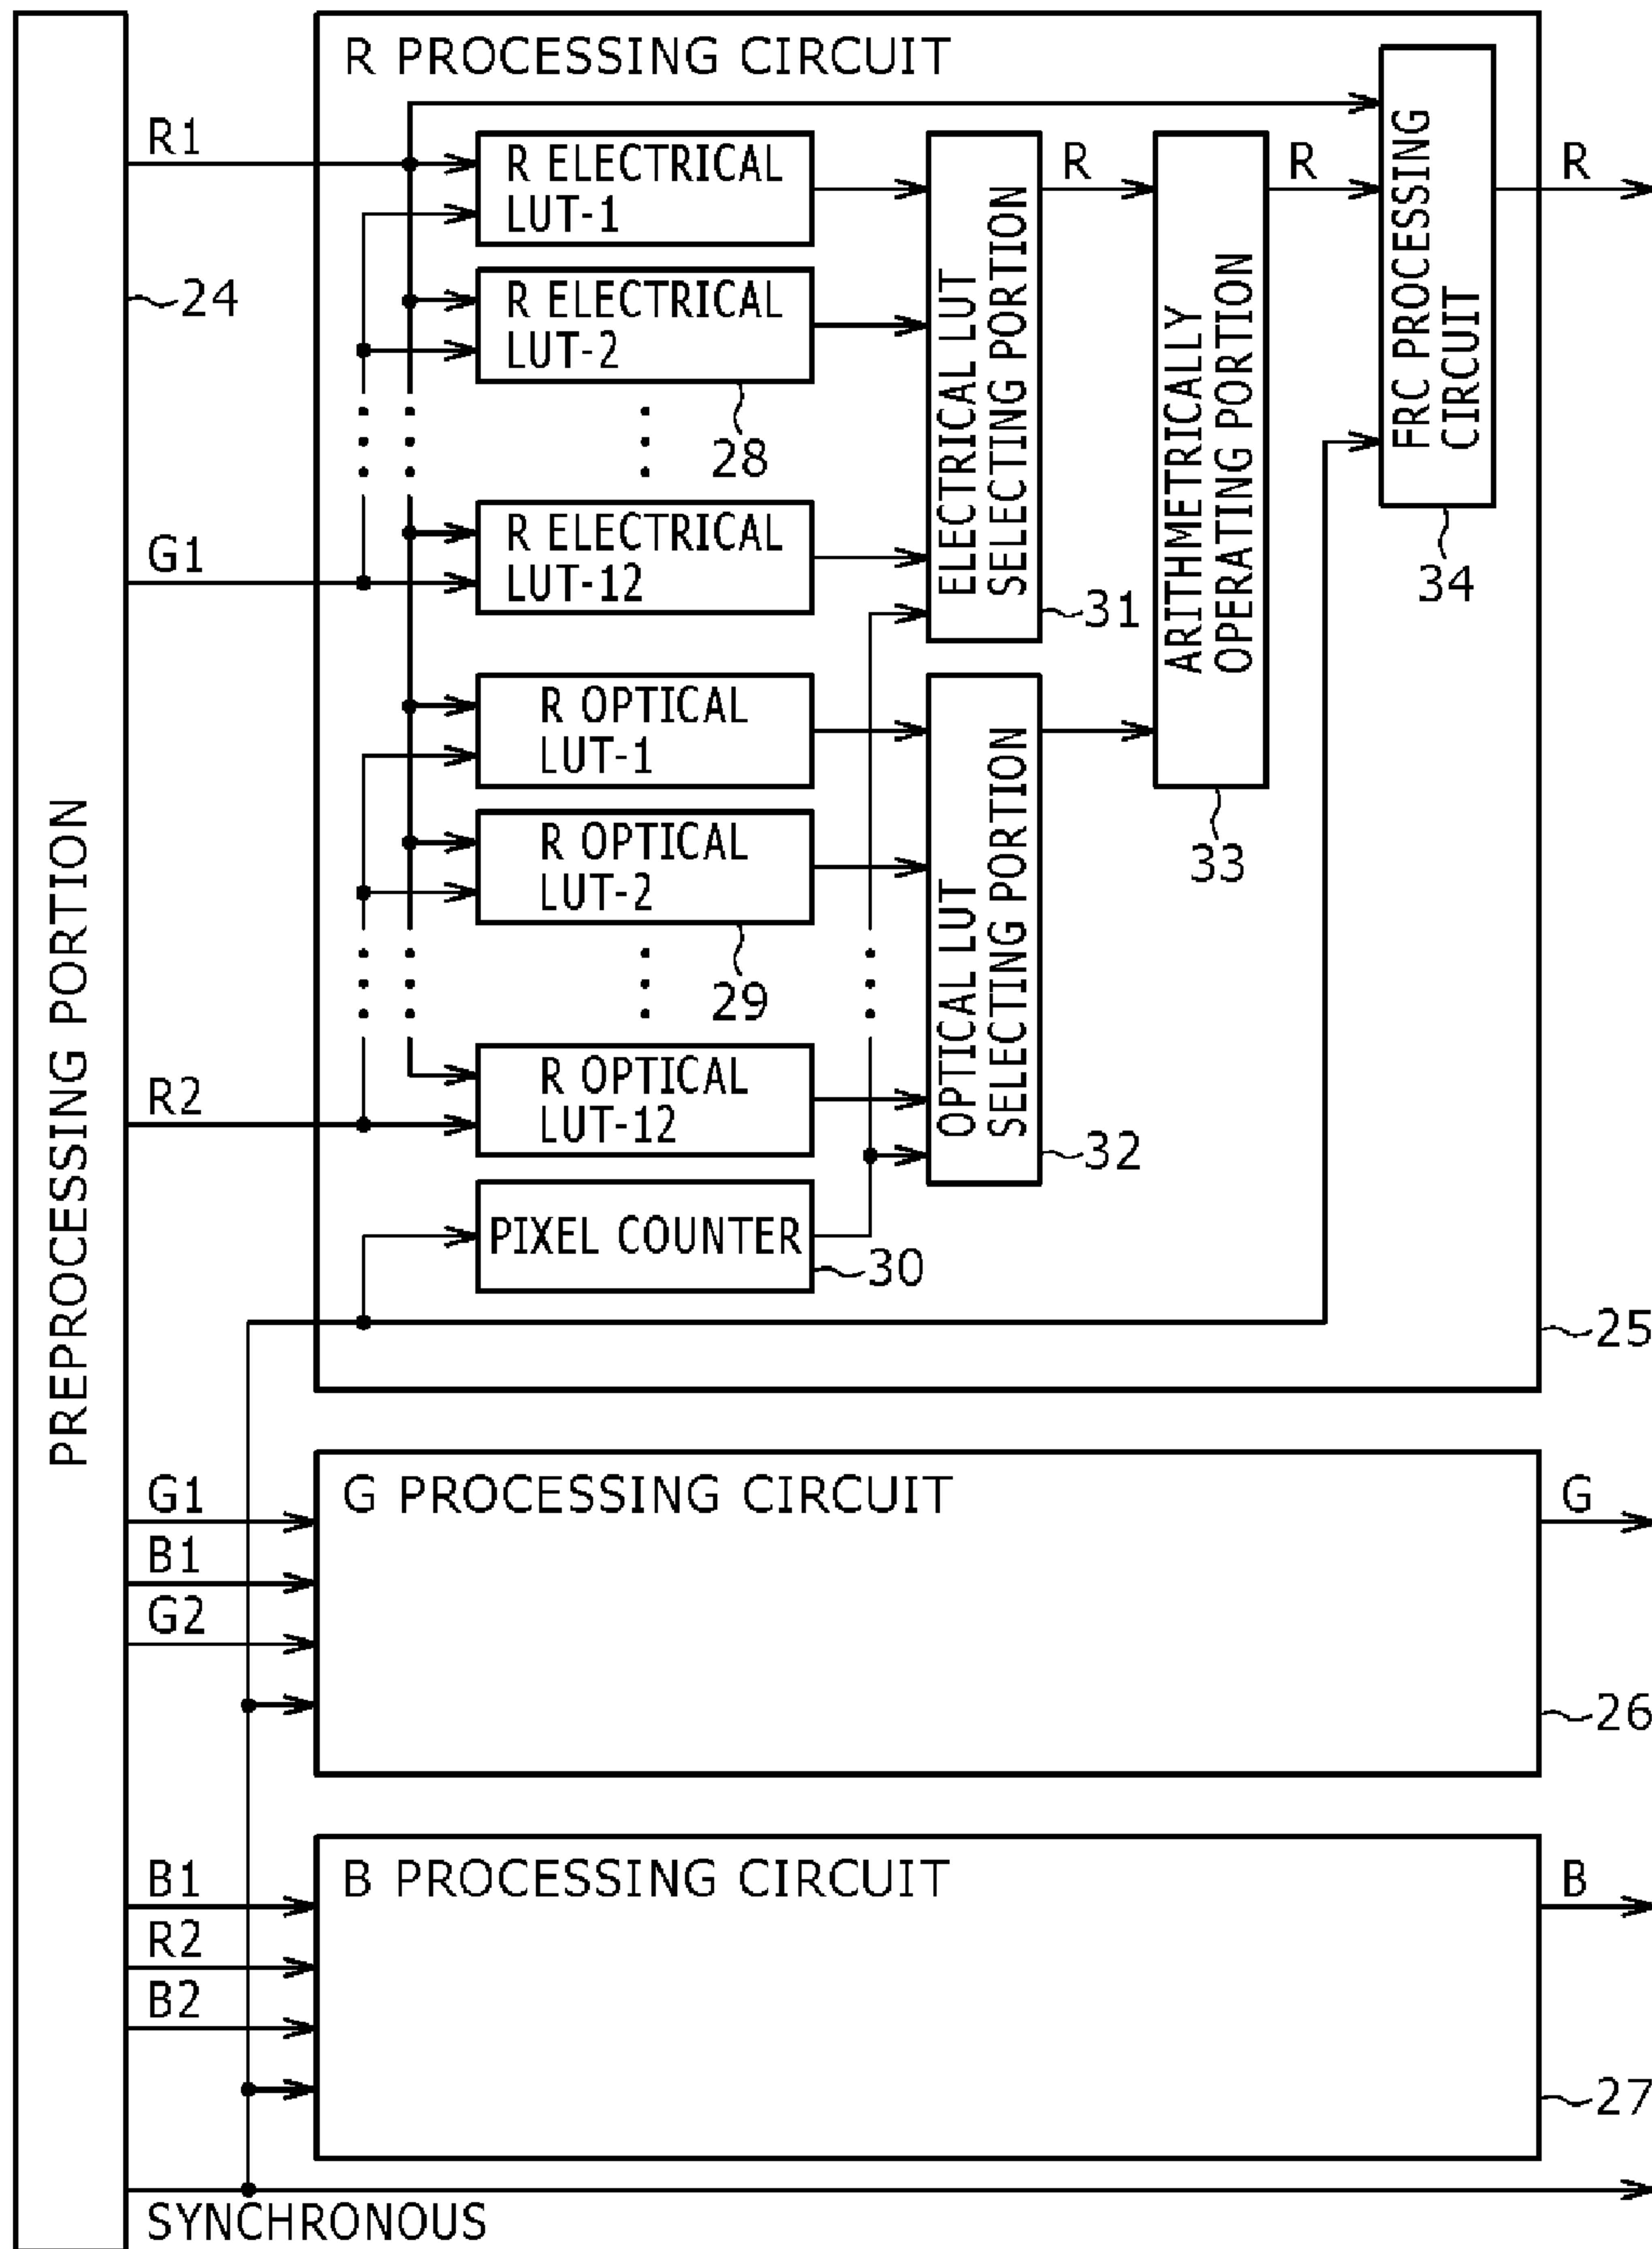 PREPROCESSING PORTION
24
R1
G1
R2
R PROCESSING CIRCUIT
R ELECTRICAL
LUT-1
R ELECTRICAL
LUT-2
28
R ELECTRICAL
LUT-12
R OPTICAL
LUT-1
R OPTICAL
LUT-2
29
R OPTICAL
LUT-12
PIXEL COUNTER
30
ELECTRICAL LUT
SELECTING PORTION
31
OPTICAL LUT
SELECTING PORTION
32
R
ARITHMETRICALLY
OPERATING PORTION
33
R
FRC PROCESSING
CIRCUIT
34
R
25
G1
B1
G2
G PROCESSING CIRCUIT
G
26
B1
R2
B2
B PROCESSING CIRCUIT
B
27
SYNCHRONOUS